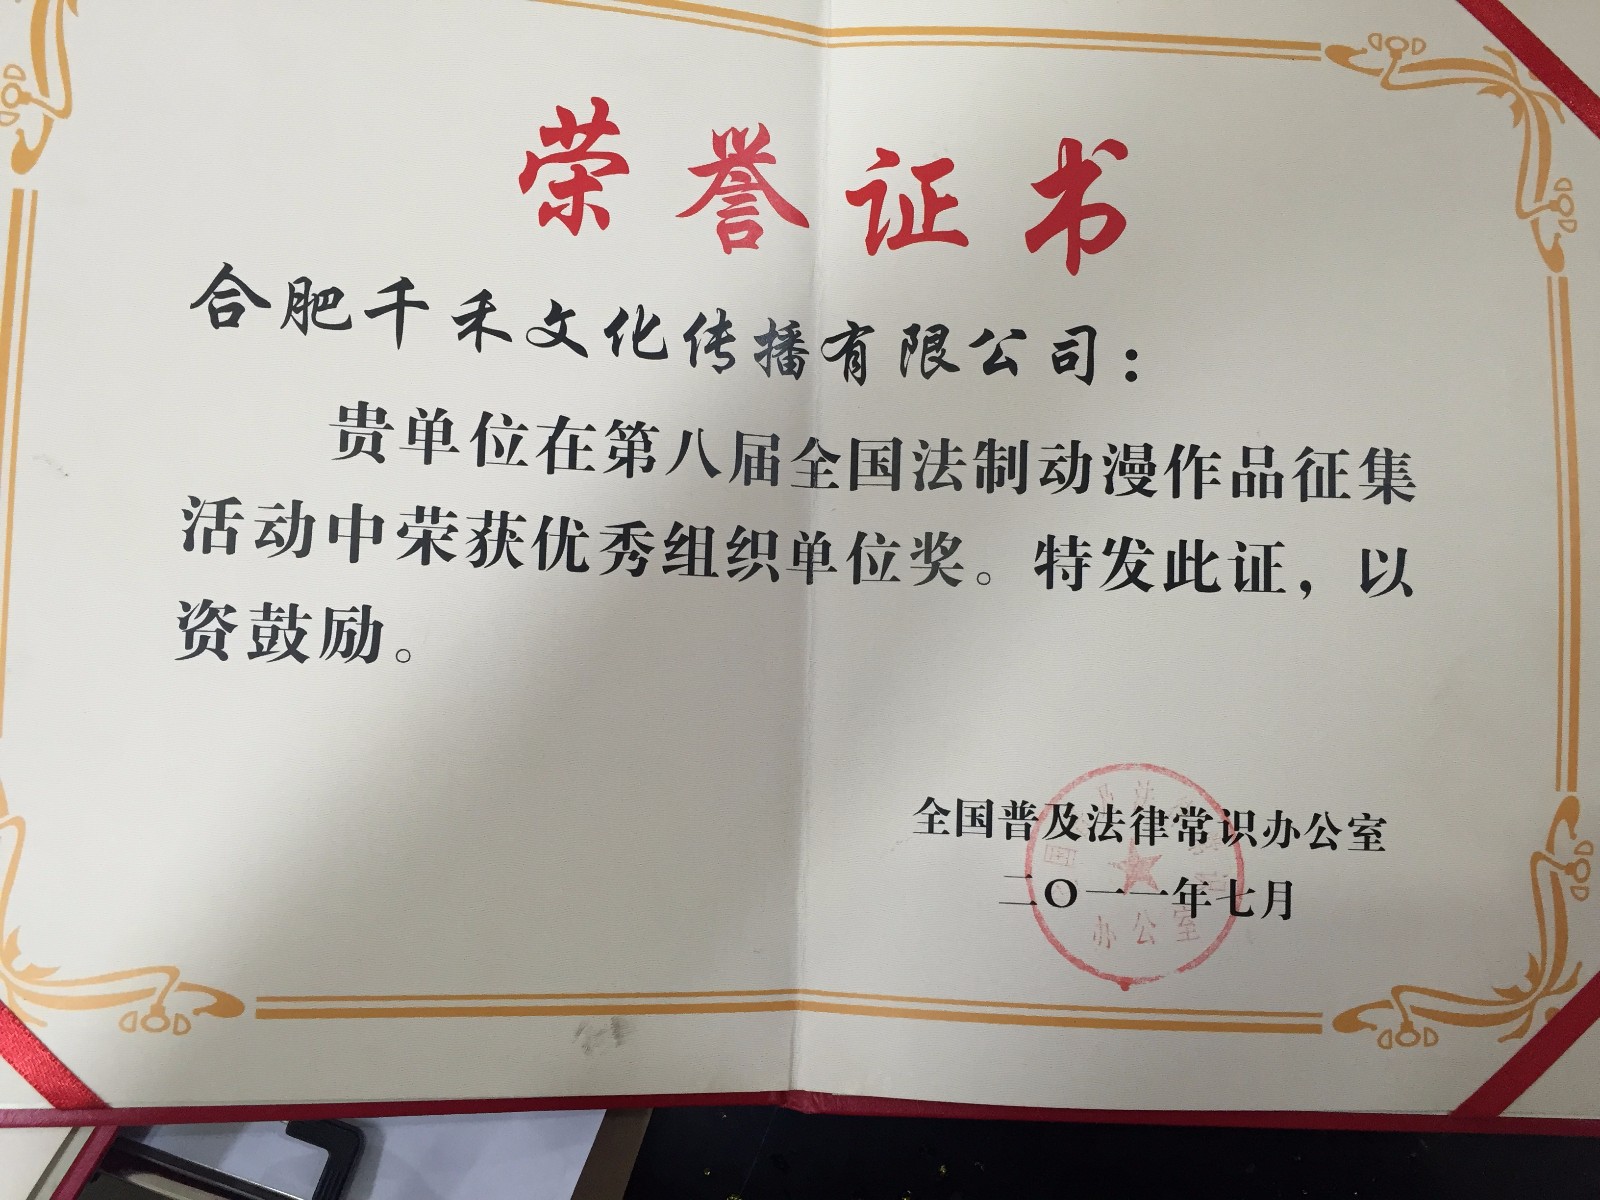 荣誉证书
合肥千禾文化传播有限公司：
贵单位在第八届全国法制动漫作品征集
活动中荣获优秀组织单位奖。特发此证，以
资鼓励。
全国普及法律常识办公室
二〇一一年七月
办公室